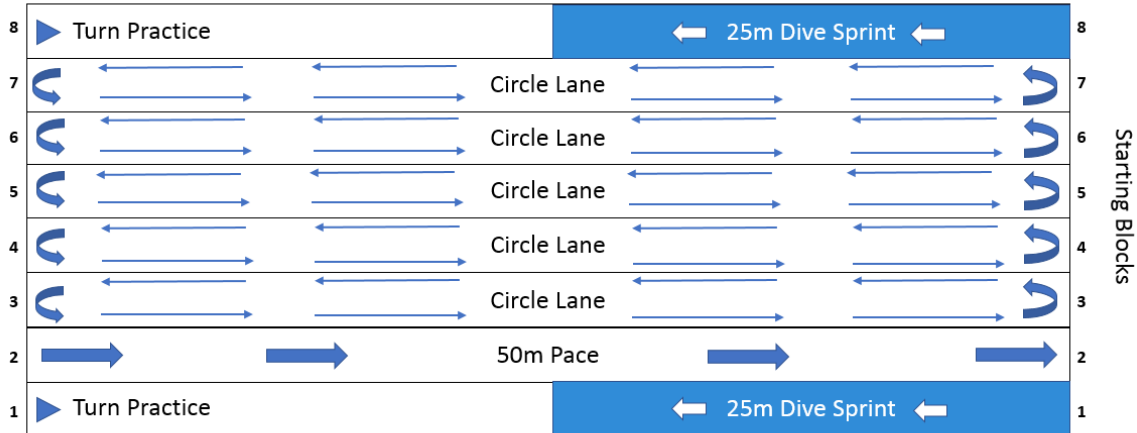 8 Turn Practice 25m Dive Sprint 8
7 Circle Lane 7
6 Circle Lane 6
5 Circle Lane 5
4 Circle Lane 4
3 Circle Lane 3
2 50m Pace 2
1 Turn Practice 25m Dive Sprint 1
Starting Blocks